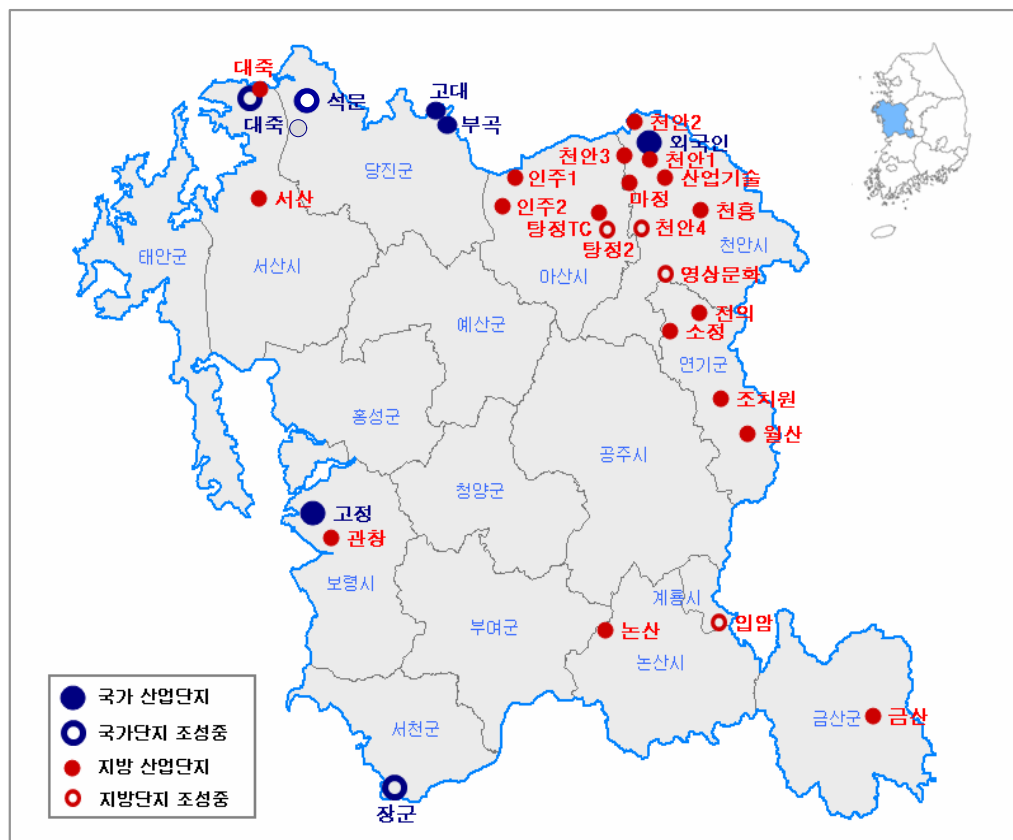 대죽
석문
대죽
고대
부곡
당진군
천안2
외국인
천안3
천안1
인주1
산업기술
마정
서산
인주2
천흥
탕정TC
천안4
탕정2
천안시
태안군
서산시
아산시
영상문화
전의
예산군
소정
연기군
조치원
홍성군
월산
공주시
청양군
고정
관창
보령시
계룡시
입암
부여군
논산
논산시
금산군
금산
서천군
장군
국가 산업단지
국가단지 조성중
지방 산업단지
지방단지 조성중